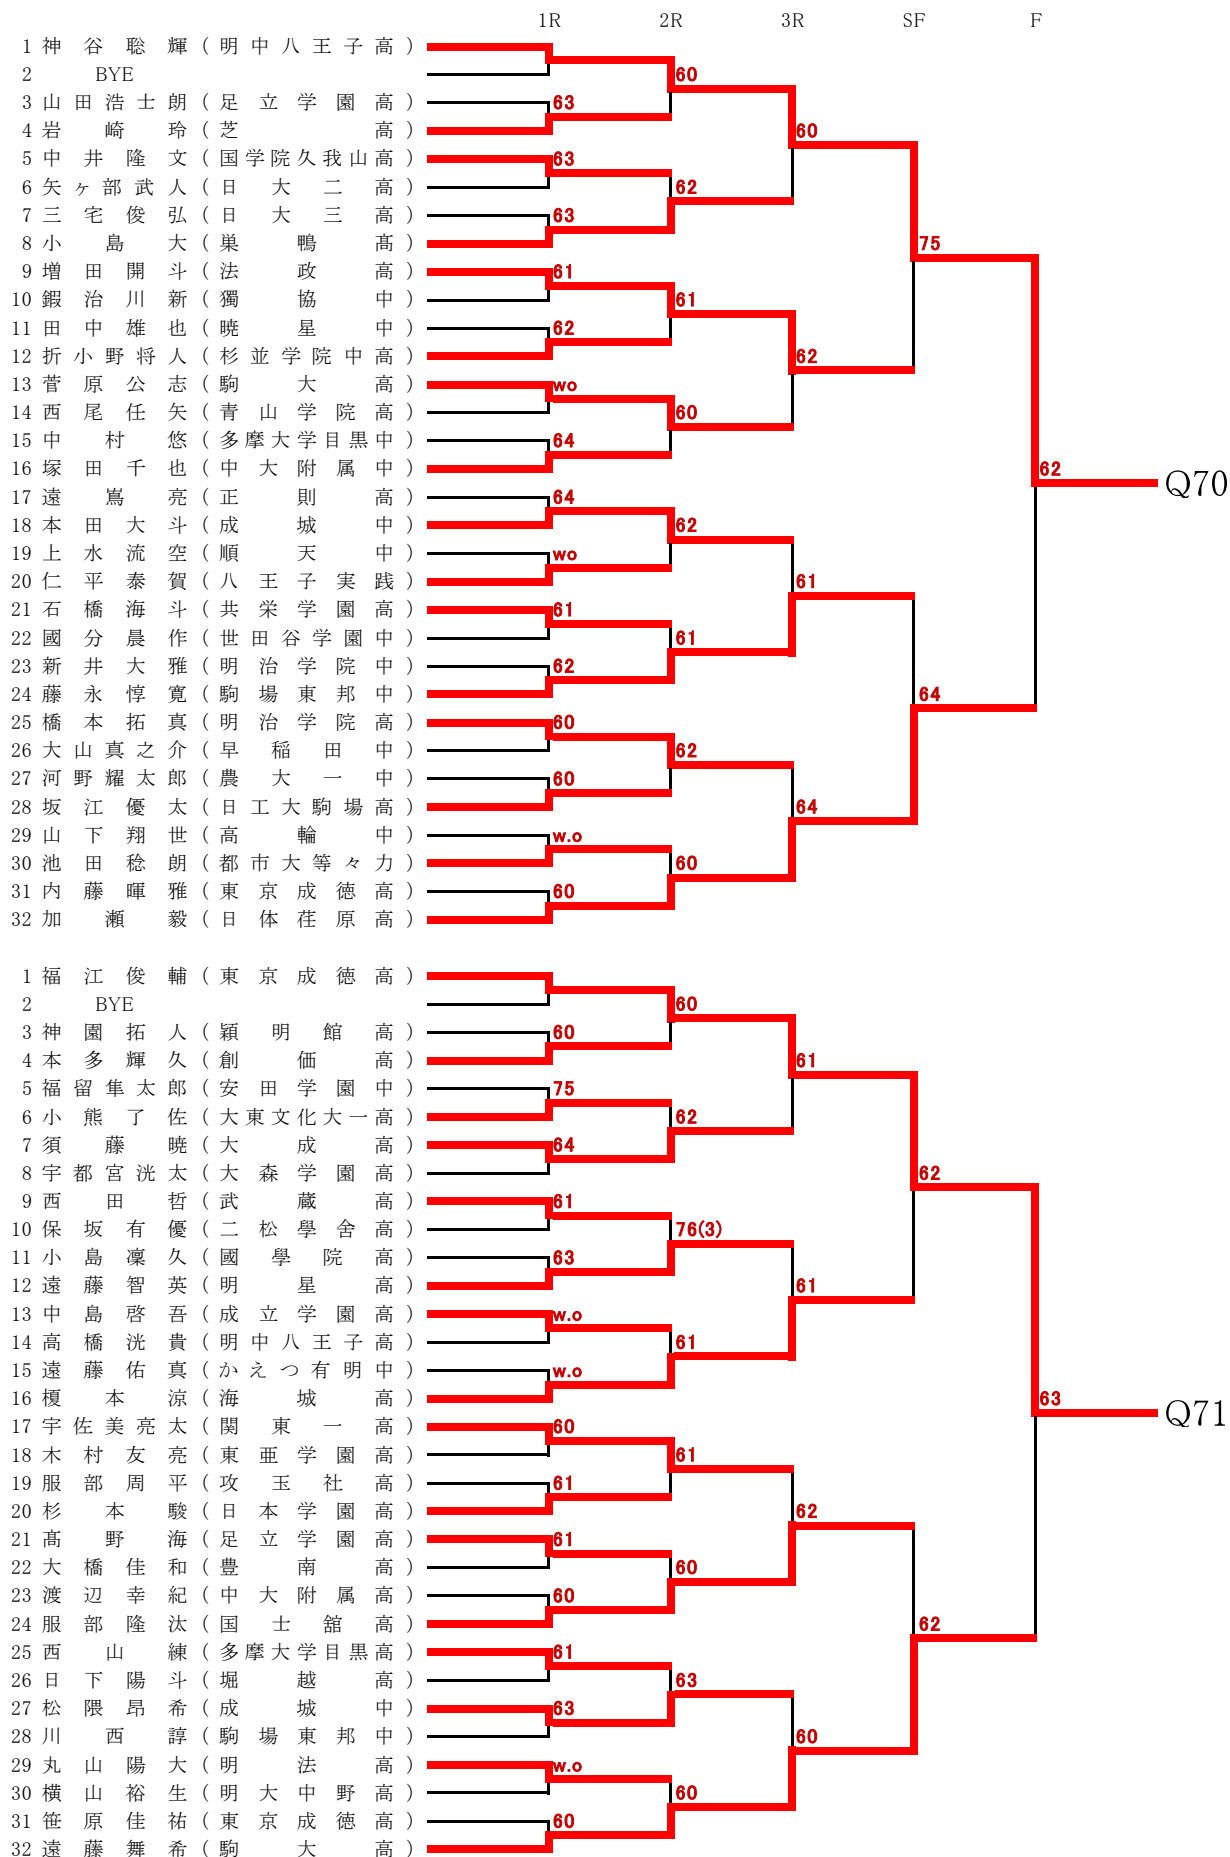 1R 2R 3R SF F
1 神谷聡輝 (明中八王子高) 60
2 BYE
3 山田浩士朗 (足立学園高) 63
4 岩崎玲 (芝高) 60
5 中井隆文 (国学院久我山高) 63
6 矢ヶ部武人 (日大二高) 62
7 三宅俊弘 (日大三高) 63
8 小島大 (巣鴨髙) 75
9 増田開斗 (法政高) 61
10 鍜治川新 (獨協中) 61
11 田中雄也 (暁星中) 62
12 折小野将人 (杉並学院中高) 62
13 菅原公志 (駒大高) wo
14 西尾任矢 (青山学院高) 60
15 中村悠 (多摩大学目黒中) 64
16 塚田千也 (中大附属中) 62 Q70
17 遠嶌亮 (正則高) 64
18 本田大斗 (成城中) 62
19 上水流空 (順天中) wo
20 仁平泰賀 (八王子実践) 61
21 石橋海斗 (共栄学園高) 61
22 國分晨作 (世田谷学園中) 61
23 新井大雅 (明治学院中) 62
24 藤永惇寛 (駒場東邦中) 64
25 橋本拓真 (明治学院高) 60
26 大山真之介 (早稲田中) 62
27 河野耀太郎 (農大一中) 60
28 坂江優太 (日工大駒場高) 64
29 山下翔世 (高輪中) w.o
30 池田稔朗 (都市大等々力) 60
31 内藤暉雅 (東京成徳高) 60
32 加瀬毅 (日体荏原高)
1 福江俊輔 (東京成徳高) 60
2 BYE
3 神園拓人 (穎明館高) 60
4 本多輝久 (創価高) 61
5 福留隼太郎 (安田学園中) 75
6 小熊了佐 (大東文化大一高) 62
7 須藤暁 (大成高) 64
8 宇都宮洸太 (大森学園高) 62
9 西田哲 (武蔵高) 61
10 保坂有優 (二松學舎高) 76(3)
11 小島凜久 (國學院高) 63
12 遠藤智英 (明星高) 61
13 中島啓吾 (成立学園高) w.o
14 高橋洸貴 (明中八王子高) 61
15 遠藤佑真 (かえつ有明中) w.o
16 榎本涼 (海城高) 63 Q71
17 宇佐美亮太 (関東一高) 60
18 木村友亮 (東亜学園高) 61
19 服部周平 (攻玉社高) 61
20 杉本駿 (日本学園高) 62
21 髙野海 (足立学園高) 61
22 大橋佳和 (豊南高) 60
23 渡辺幸紀 (中大附属高) 60
24 服部隆汰 (国士舘高) 62
25 西山練 (多摩大学目黒高) 61
26 日下陽斗 (堀越高) 63
27 松隈昂希 (成城中) 63
28 川西諄 (駒場東邦中) 60
29 丸山陽大 (明法高) w.o
30 横山裕生 (明大中野高) 60
31 笹原佳祐 (東京成徳高) 60
32 遠藤舞希 (駒大高)